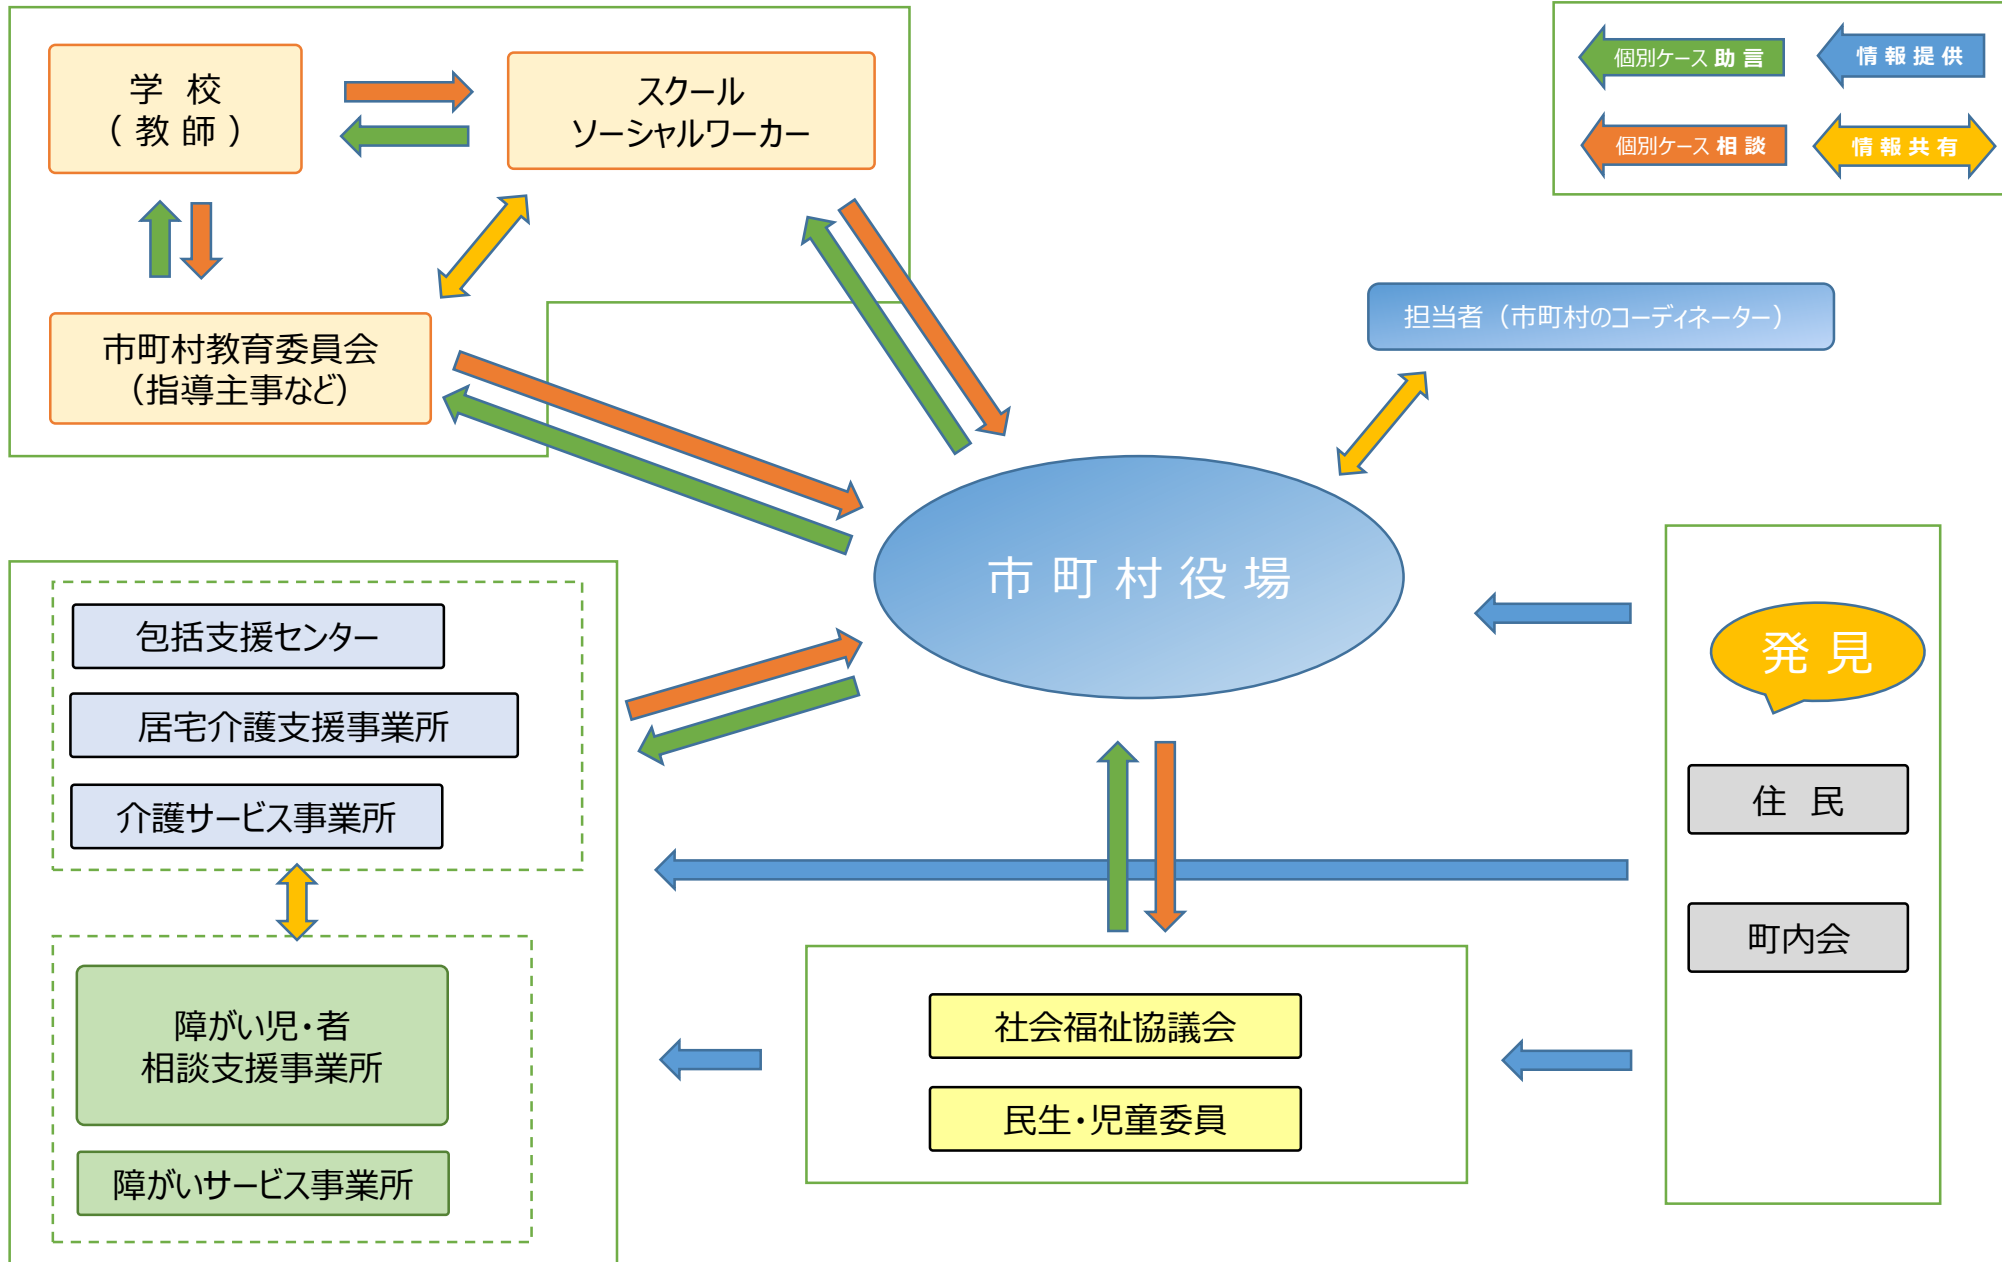 学 校
（ 教 師 ）
スクール
ソーシャルワーカー
市町村教育委員会
（指導主事など）
個別ケース 助 言
情 報 提 供
個別ケース 相 談
情 報 共 有
担当者（市町村のコーディネーター）
市 町 村 役 場
包括支援センター
居宅介護支援事業所
介護サービス事業所
障がい児・者
相談支援事業所
障がいサービス事業所
社会福祉協議会
民生・児童委員
発 見
住 民
町内会